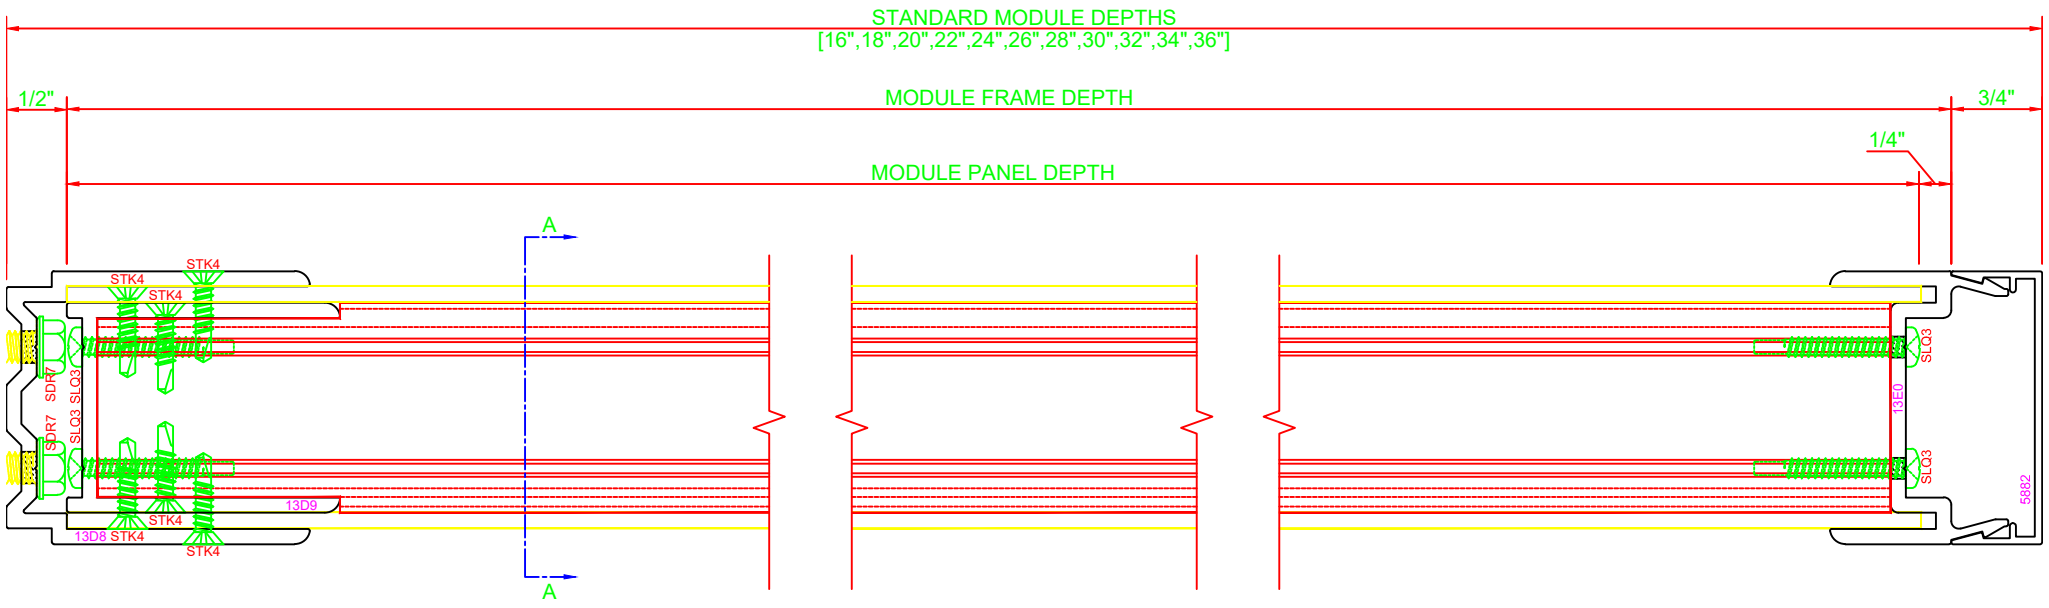 STANDARD MODULE DEPTHS
[16",18",20",22",24",26",28",30",32",34",36"]
1/2"
MODULE FRAME DEPTH
3/4"
1/4"
MODULE PANEL DEPTH
A
STK4
STK4
STK4
SDR7
SLQ3
SLQ3
13E0
SDR7
SLQ3
SLQ3
5882
13D9
STK4
13D8
STK4
STK4
A